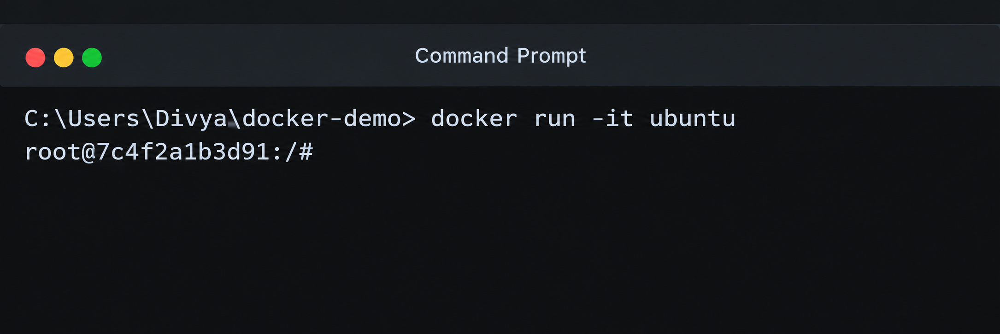 Command Prompt
C:\Users\Divya\docker-demo> docker run -it ubuntu
root@7c4f2a1b3d91:/#